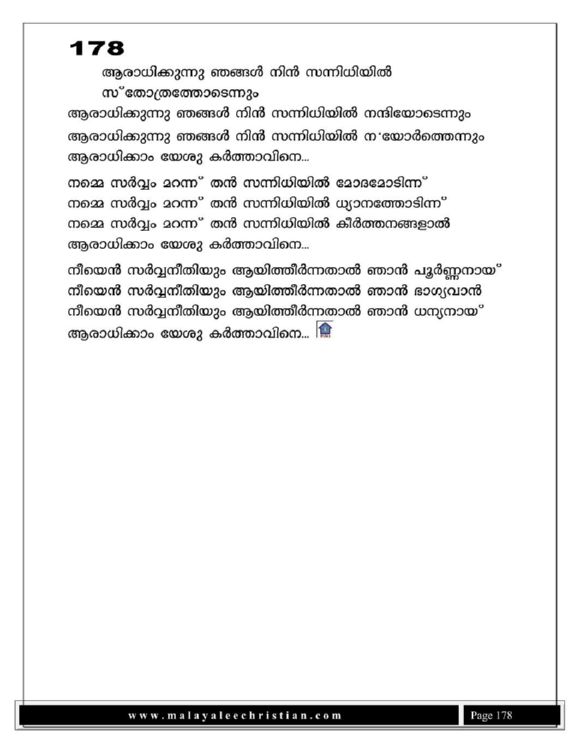 178
ആരാധിക്കുന്നു ഞങ്ങൾ നിൻ സന്നിധിയിൽ
സ്തോത്രത്തോടെന്നും
ആരാധിക്കുന്നു ഞങ്ങൾ നിൻ സന്നിധിയിൽ നന്ദിയോടെന്നും
ആരാധിക്കുന്നു ഞങ്ങൾ നിൻ സന്നിധിയിൽ ന·യോർത്തെന്നും
ആരാധിക്കാം യേശു കർത്താവിനെ...
നമ്മെ സർവ്വം മറന്ന് തൻ സന്നിധിയിൽ മോദമോടിന്ന്
നമ്മെ സർവ്വം മറന്ന് തൻ സന്നിധിയിൽ ധ്യാനത്തോടിന്ന്
നമ്മെ സർവ്വം മറന്ന് തൻ സന്നിധിയിൽ കീർത്തനങ്ങളാൽ
ആരാധിക്കാം യേശു കർത്താവിനെ...
നീയെൻ സർവ്വനീതിയും ആയിത്തീർന്നതാൽ ഞാൻ പൂർണ്ണനായ്
നീയെൻ സർവ്വനീതിയും ആയിത്തീർന്നതാൽ ഞാൻ ഭാഗ്യവാൻ
നീയെൻ സർവ്വനീതിയും ആയിത്തീർന്നതാൽ ഞാൻ ധന്യനായ്
ആരാധിക്കാം യേശു കർത്താവിനെ...
www.malayaleechristian.com
Page 178